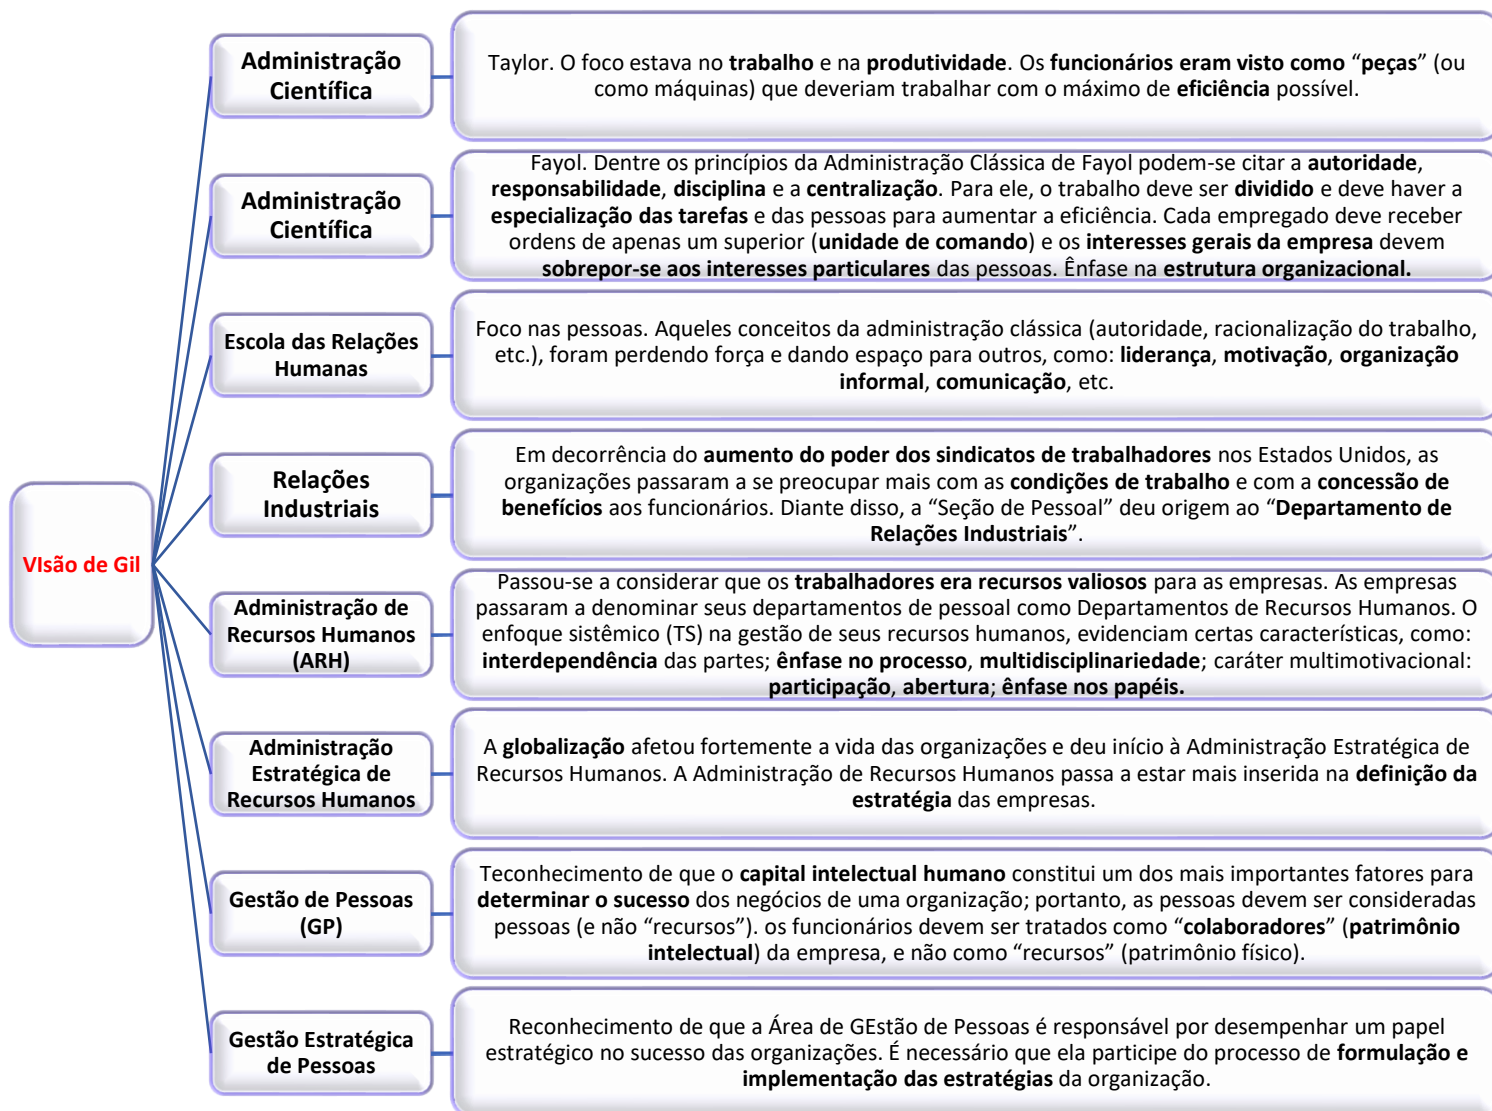 VIsão de Gil
Administração
Científica
Taylor. O foco estava no trabalho e na produtividade. Os funcionários eram visto como “peças” (ou
como máquinas) que deveriam trabalhar com o máximo de eficiência possível.
Administração
Científica
Fayol. Dentre os princípios da Administração Clássica de Fayol podem-se citar a autoridade,
responsabilidade, disciplina e a centralização. Para ele, o trabalho deve ser dividido e deve haver a
especialização das tarefas e das pessoas para aumentar a eficiência. Cada empregado deve receber
ordens de apenas um superior (unidade de comando) e os interesses gerais da empresa devem
sobrepor-se aos interesses particulares das pessoas. Ênfase na estrutura organizacional.
Escola das Relações
Humanas
Foco nas pessoas. Aqueles conceitos da administração clássica (autoridade, racionalização do trabalho,
etc.), foram perdendo força e dando espaço para outros, como: liderança, motivação, organização
informal, comunicação, etc.
Relações
Industriais
Em decorrência do aumento do poder dos sindicatos de trabalhadores nos Estados Unidos, as
organizações passaram a se preocupar mais com as condições de trabalho e com a concessão de
benefícios aos funcionários. Diante disso, a “Seção de Pessoal” deu origem ao “Departamento de
Relações Industriais”.
Administração de
Recursos Humanos
(ARH)
Passou-se a considerar que os trabalhadores era recursos valiosos para as empresas. As empresas
passaram a denominar seus departamentos de pessoal como Departamentos de Recursos Humanos. O
enfoque sistêmico (TS) na gestão de seus recursos humanos, evidenciam certas características, como:
interdependência das partes; ênfase no processo, multidisciplinariedade; caráter multimotivacional:
participação, abertura; ênfase nos papéis.
Administração
Estratégica de
Recursos Humanos
A globalização afetou fortemente a vida das organizações e deu início à Administração Estratégica de
Recursos Humanos. A Administração de Recursos Humanos passa a estar mais inserida na definição da
estratégia das empresas.
Gestão de Pessoas
(GP)
Teconhecimento de que o capital intelectual humano constitui um dos mais importantes fatores para
determinar o sucesso dos negócios de uma organização; portanto, as pessoas devem ser consideradas
pessoas (e não “recursos”). os funcionários devem ser tratados como “colaboradores” (patrimônio
intelectual) da empresa, e não como “recursos” (patrimônio físico).
Gestão Estratégica
de Pessoas
Reconhecimento de que a Área de GEstão de Pessoas é responsável por desempenhar um papel
estratégico no sucesso das organizações. É necessário que ela participe do processo de formulação e
implementação das estratégias da organização.